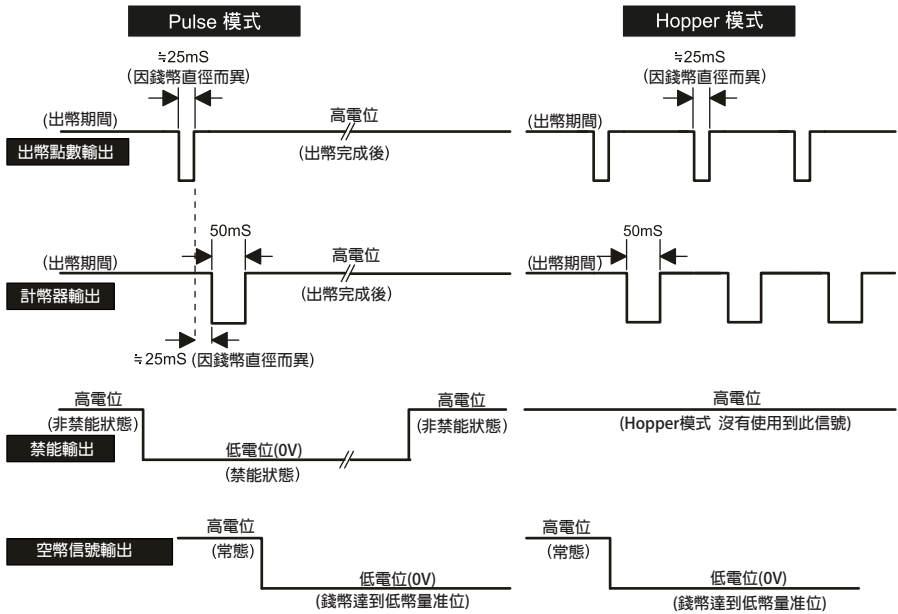 Pulse 模式
Hopper 模式
≒25mS
(因錢幣直徑而異)
≒25mS
(因錢幣直徑而異)
(出幣期間)
高電位
(出幣期間)
出幣點數輸出
(出幣完成後)
50mS
50mS
(出幣期間)
高電位
(出幣期間)
計幣器輸出
(出幣完成後)
≒25mS (因錢幣直徑而異)
高電位
高電位
高電位
(非禁能狀態)
(非禁能狀態)
(Hopper模式 沒有使用到此信號)
禁能輸出
低電位(0V)
(禁能狀態)
高電位
高電位
空幣信號輸出
(常態)
(常態)
低電位(0V)
低電位(0V)
(錢幣達到低幣量准位)
(錢幣達到低幣量准位)